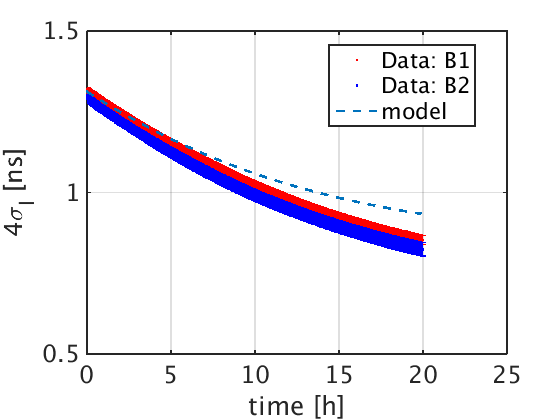 1.5
1
0.5
4σl [ns]
0
5
10
15
20
25
time [h]
Data: B1
Data: B2
model